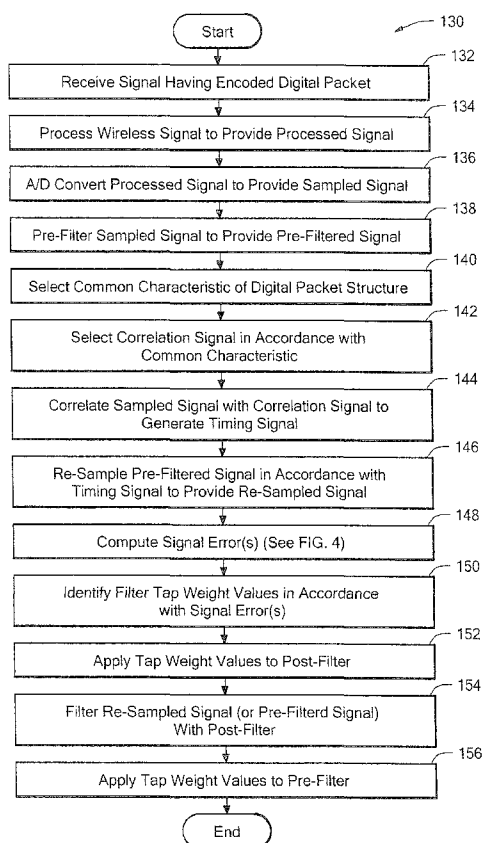 Start
130
132
Receive Signal Having Encoded Digital Packet
134
Process Wireless Signal to Provide Processed Signal
136
A/D Convert Processed Signal to Provide Sampled Signal
138
Pre-Filter Sampled Signal to Provide Pre-Filtered Signal
140
Select Common Characteristic of Digital Packet Structure
142
Select Correlation Signal in Accordance with
Common Characteristic
144
Correlate Sampled Signal with Correlation Signal to
Generate Timing Signal
146
Re-Sample Pre-Filtered Signal in Accordance with
Timing Signal to Provide Re-Sampled Signal
148
Compute Signal Error(s) (See FIG. 4)
150
Identify Filter Tap Weight Values in Accordance
with Signal Error(s)
152
Apply Tap Weight Values to Post-Filter
154
Filter Re-Sampled Signal (or Pre-Filterd Signal)
With Post-Filter
156
Apply Tap Weight Values to Pre-Filter
End